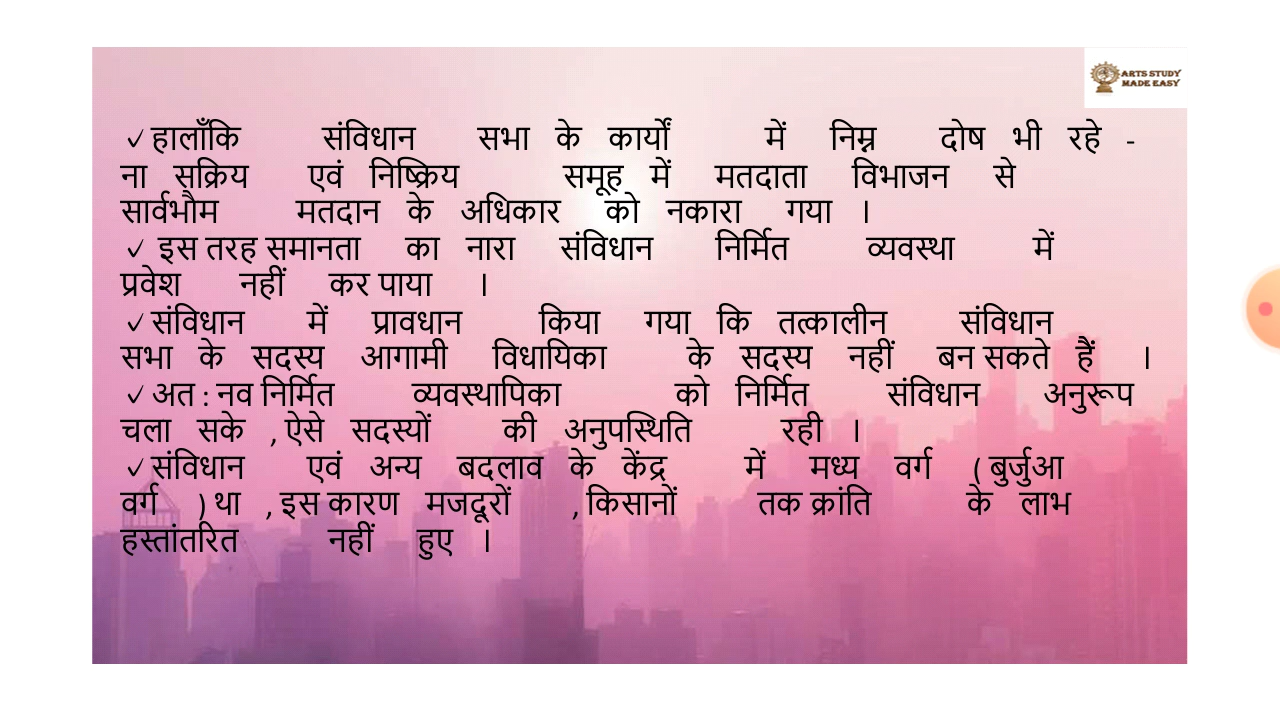 ARTS STUDY
MADE EASY
✓हालाँकि संविधान सभा के कार्यों में निम्न दोष भी रहे -
ना सक्रिय एवं निष्क्रिय समूह में मतदाता विभाजन से
सार्वभौम मतदान के अधिकार को नकारा गया ।
✓ इस तरह समानता का नारा संविधान निर्मित व्यवस्था में
प्रवेश नहीं कर पाया ।
✓संविधान में प्रावधान किया गया कि तत्कालीन संविधान
सभा के सदस्य आगामी विधायिका के सदस्य नहीं बन सकते हैं ।
✓अत : नव निर्मित व्यवस्थापिका को निर्मित संविधान अनुरूप
चला सके , ऐसे सदस्यों की अनुपस्थिति रही ।
✓संविधान एवं अन्य बदलाव के केंद्र में मध्य वर्ग ( बुर्जुआ
वर्ग ) था , इस कारण मजदूरों , किसानों तक क्रांति के लाभ
हस्तांतरित नहीं हुए ।